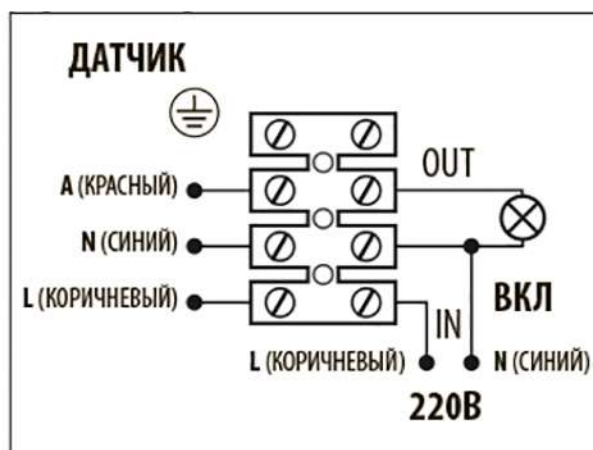 ДАТЧИК
OUT
A (КРАСНЫЙ)
N (СИНИЙ)
L (КОРИЧНЕВЫЙ)
IN
ВКЛ
L (КОРИЧНЕВЫЙ)
N (СИНИЙ)
220В